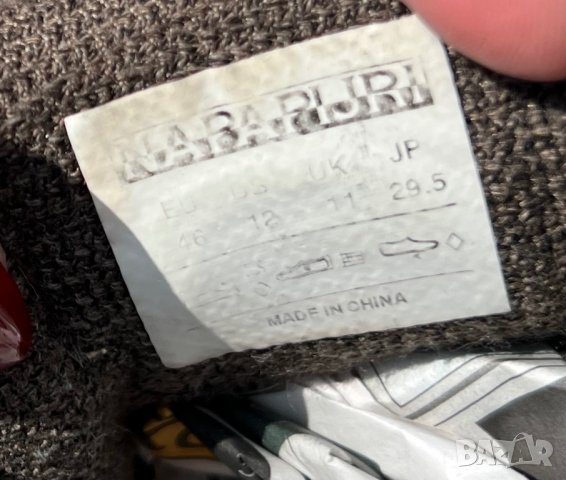 NAPAPIJRI
EU US UK JP
46 12 11 29.5
MADE IN CHINA
BAZAR